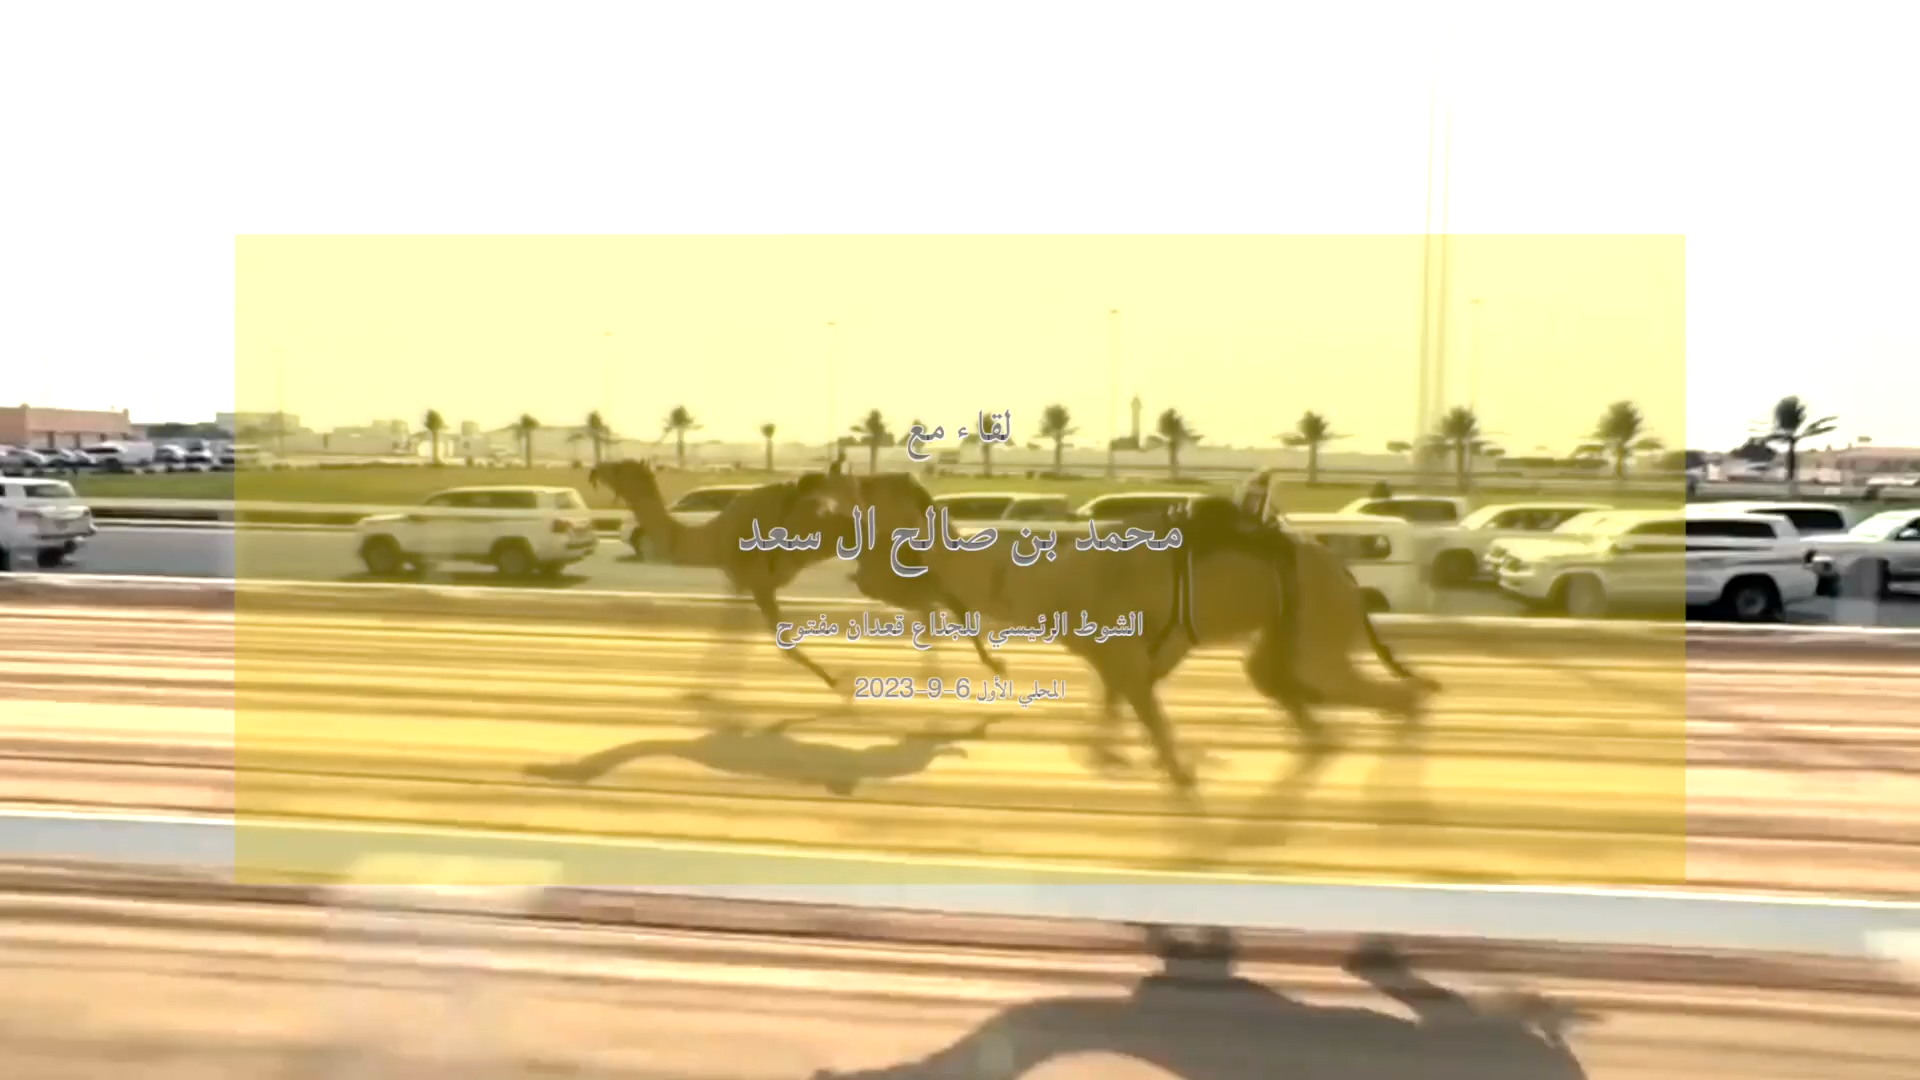 لقاء مع
محمد بن صالح ال سعد
الشوط الرئيسي للجذاع قعدان مفتوح
المحلي الأول 6-9-2023